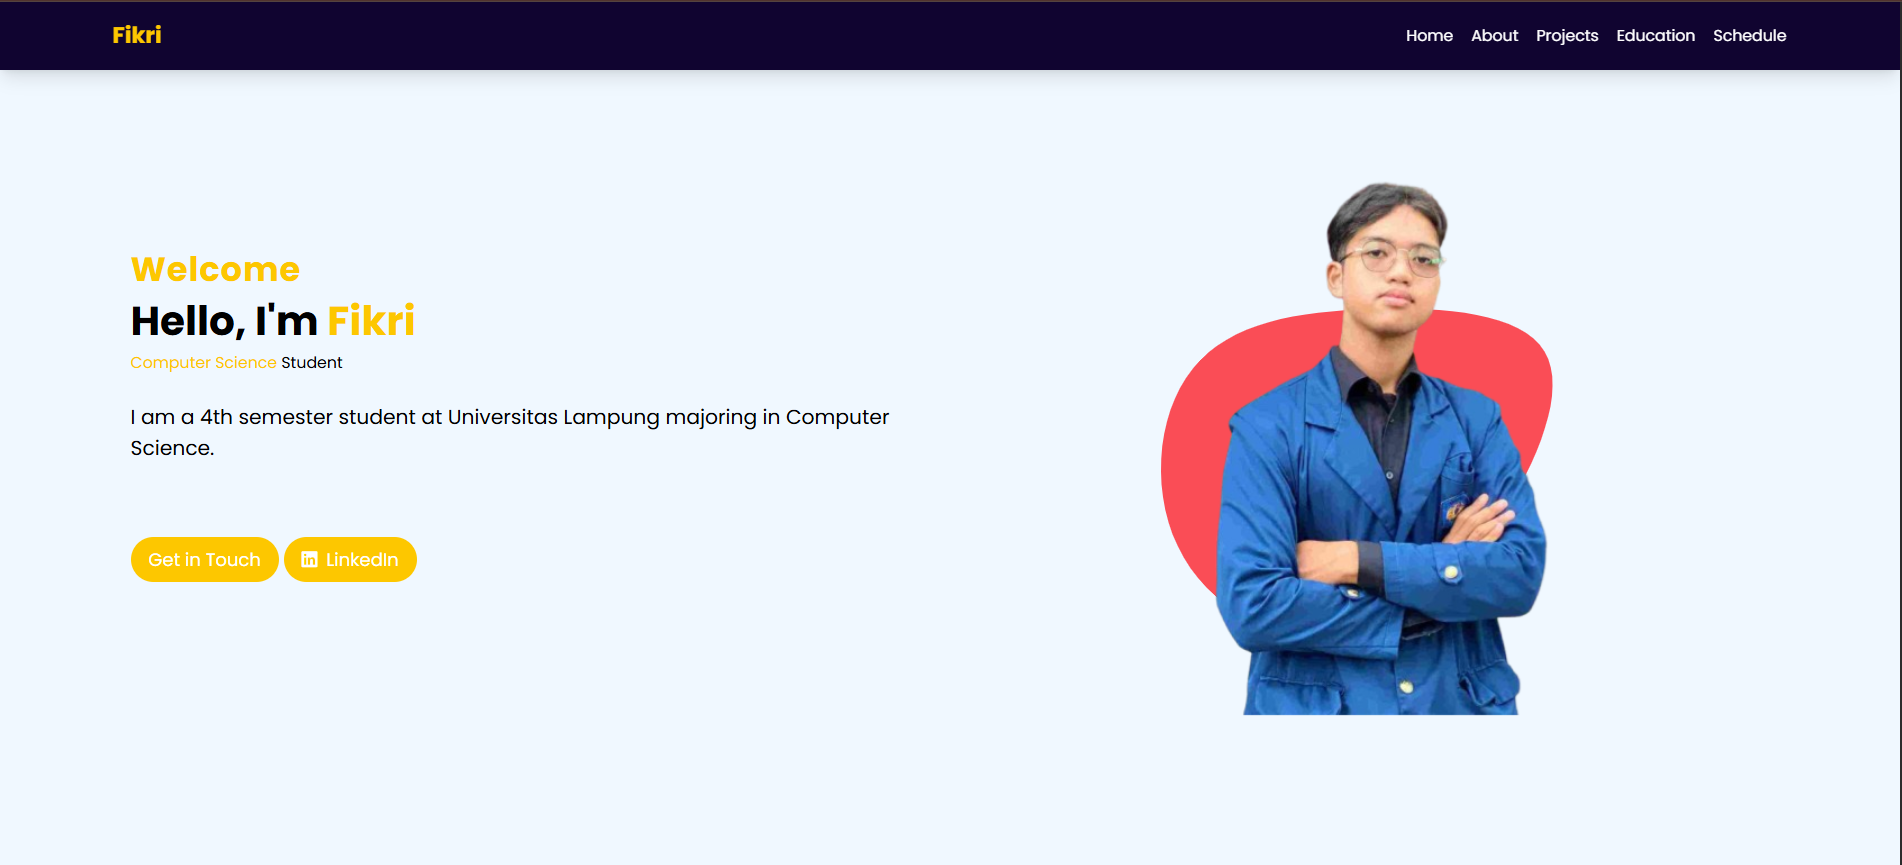 Fikri
Home About Projects Education Schedule
Welcome
Hello, I'm Fikri
Computer Science Student
I am a 4th semester student at Universitas Lampung majoring in Computer
Science.
Get in Touch
in LinkedIn